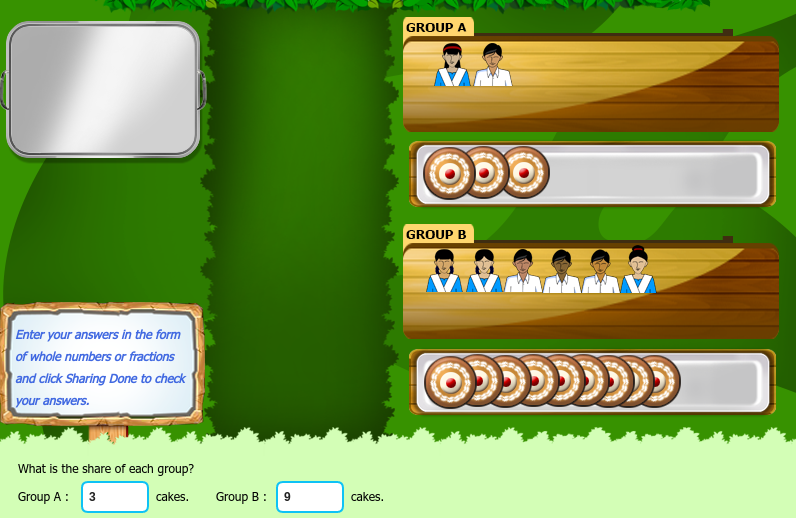 GROUP A
GROUP B
Enter your answers in the form
of whole numbers or fractions
and click Sharing Done to check
your answers.
What is the share of each group?
Group A : 3 cakes. Group B : 9 cakes.